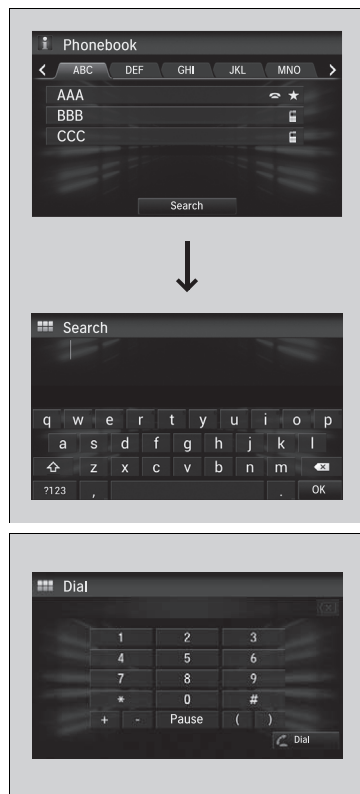 Phonebook
< ABC DEF GHI JKL MNO >
AAA
BBB
CCC
Search
Search
q w e r t y u i o p
a s d f g h j k l
z x c v b n m
?123 , . OK
Dial
1 2 3
4 5 6
7 8 9
* 0 #
+ - Pause ( )
Dial